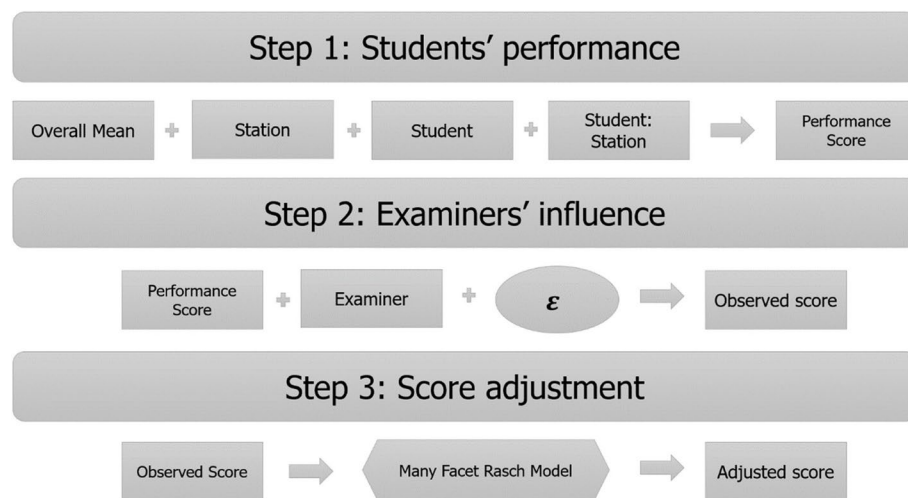 Step 1: Students’ performance
Overall Mean + Station + Student + Student: Performance
Station Score
Step 2: Examiners’ influence
Performance + Examiner + ε Observed score
Score
Step 3: Score adjustment
Observed Score Many Facet Rasch Model Adjusted score